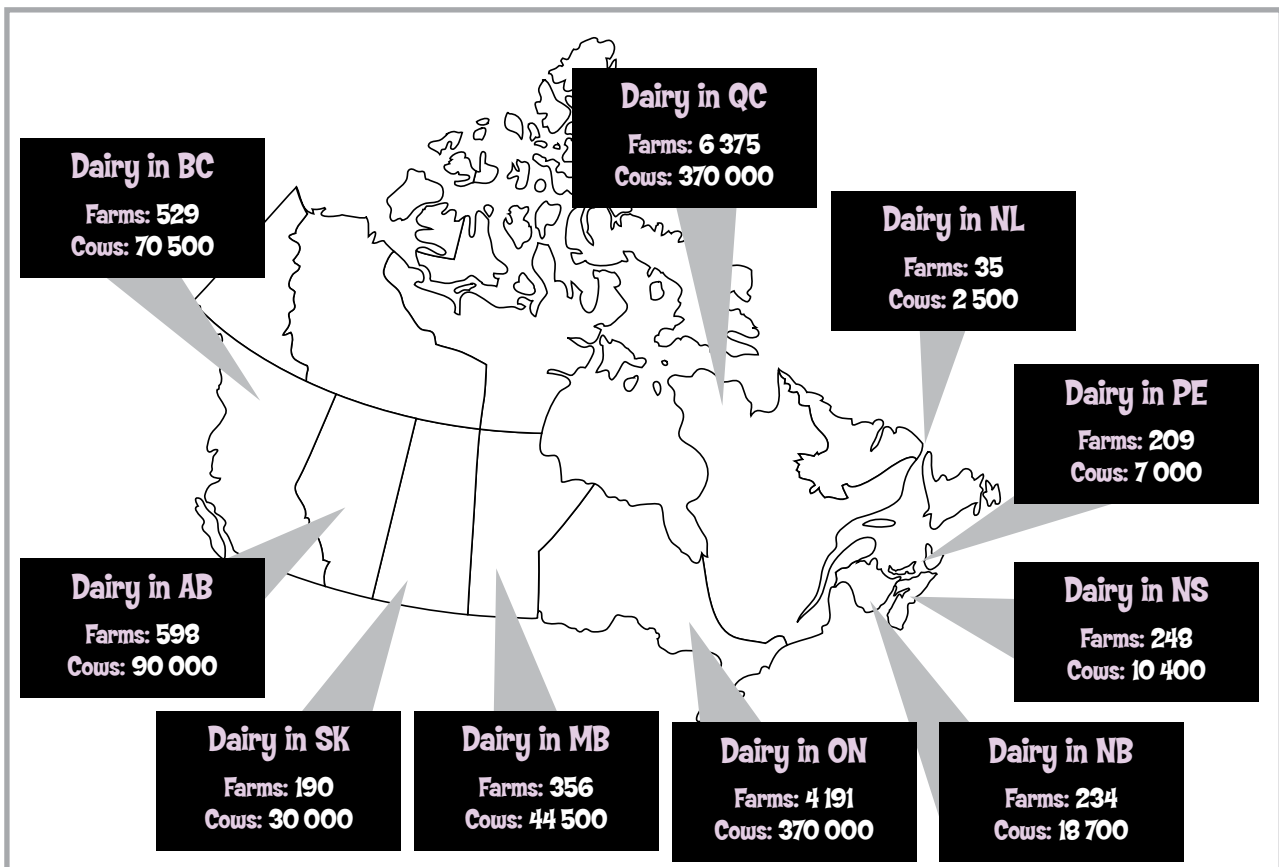 Dairy in QC
Farms: 6 375
Cows: 370 000
Dairy in BC
Farms: 529
Cows: 70 500
Dairy in NL
Farms: 35
Cows: 2 500
Dairy in PE
Farms: 209
Cows: 7 000
Dairy in AB
Farms: 598
Cows: 90 000
Dairy in NS
Farms: 248
Cows: 10 400
Dairy in SK
Farms: 190
Cows: 30 000
Dairy in MB
Farms: 356
Cows: 44 500
Dairy in ON
Farms: 4 191
Cows: 370 000
Dairy in NB
Farms: 234
Cows: 18 700